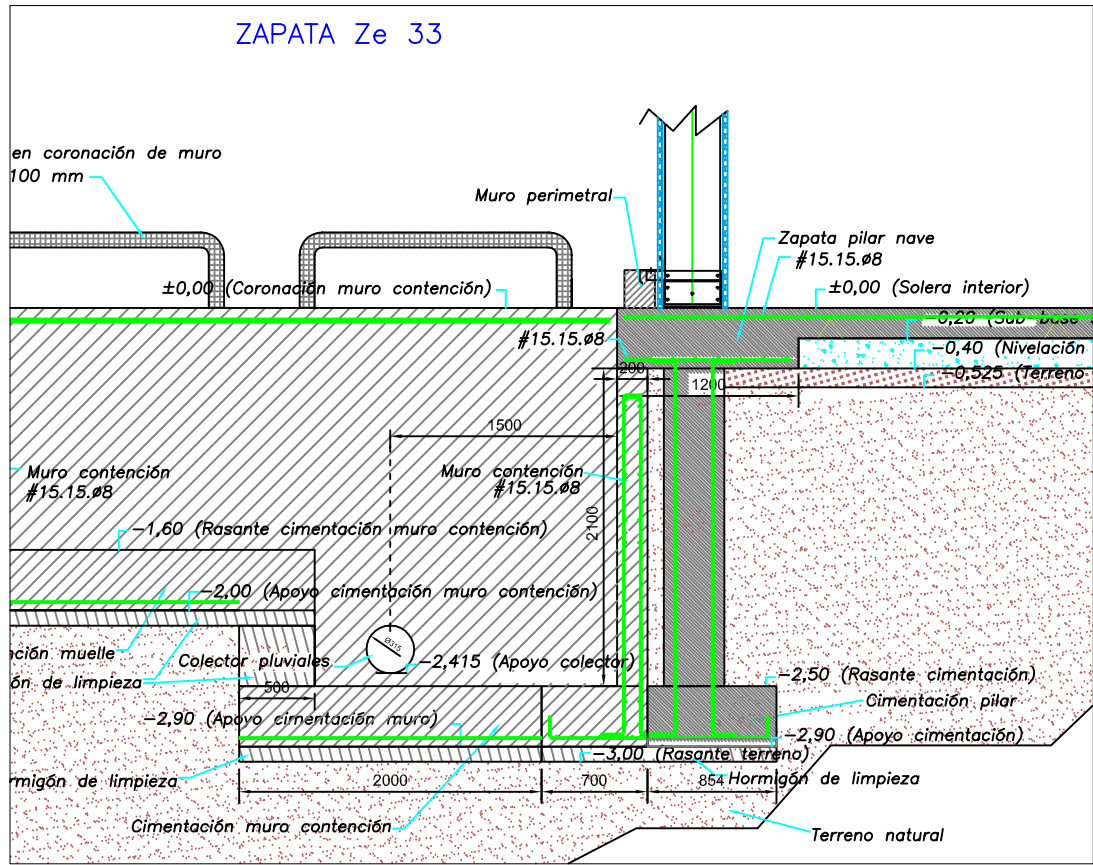 ZAPATA Ze 33
en coronación de muro
100 mm
Muro perimetral
Zapata pilar nave
#15.15.ø8
±0,00 (Coronación muro contención)
±0,00 (Solera interior)
-0,20 (Sub base
#15.15.ø8
-0,40 (Nivelación
200
-0,525 (Terreno
1200
1500
Muro contención
#15.15.ø8
Muro contención
#15.15.ø8
2100
-1,60 (Rasante cimentación muro contención)
-2,00 (Apoyo cimentación muro contención)
Ø315
nción muelle
Colector pluviales
-2,415 (Apoyo colector)
ón de limpieza
500
-2,50 (Rasante cimentación)
Cimentación pilar
-2,90 (Apoyo cimentación muro)
-2,90 (Apoyo cimentación)
-3,00 (Rasante terreno)
rmigón de limpieza
Hormigón de limpieza
2000
700
854
Cimentación muro contención
Terreno natural